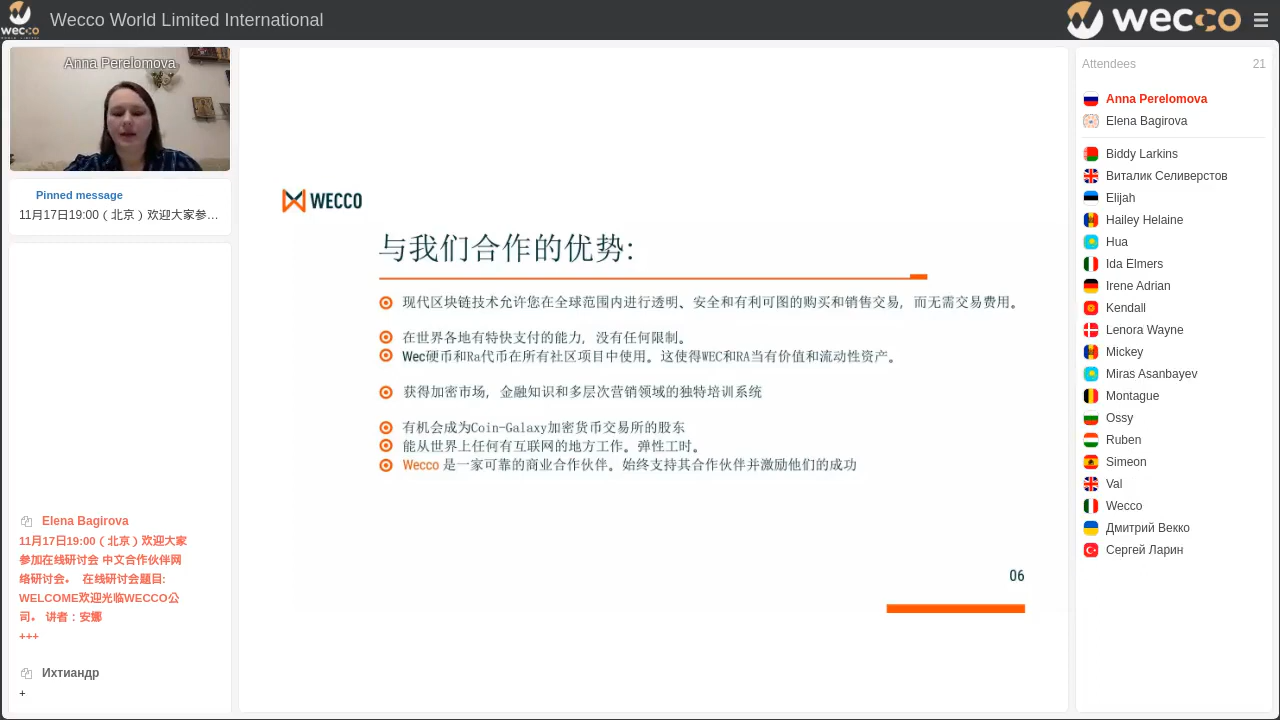 wecco
Wecco World Limited International
wecco
Anna Perelomova
Pinned message
11月17日19:00（北京）欢迎大家参…
Elena Bagirova
11月17日19:00（北京）欢迎大家
参加在线研讨会 中文合作伙伴网
络研讨会。 在线研讨会题目:
WELCOME欢迎光临WECCO公
司。 讲者：安娜
+++
Ихтиандр
+
WECCO
与我们合作的优势:
现代区块链技术允许您在全球范围内进行透明、安全和有利可图的购买和销售交易，而无需交易费用。
在世界各地有特快支付的能力，没有任何限制。
Wec硬币和Ra代币在所有社区项目中使用。这使得WEC和RA当有价值和流动性资产。
获得加密市场，金融知识和多层次营销领域的独特培训系统
有机会成为Coin-Galaxy加密货币交易所的股东
能从世界上任何有互联网的地方工作。弹性工时。
Wecco 是一家可靠的商业合作伙伴。始终支持其合作伙伴并激励他们的成功
06
Attendees 21
Anna Perelomova
Elena Bagirova
Biddy Larkins
Виталик Селиверстов
Elijah
Hailey Helaine
Hua
Ida Elmers
Irene Adrian
Kendall
Lenora Wayne
Mickey
Miras Asanbayev
Montague
Ossy
Ruben
Simeon
Val
Wecco
Дмитрий Векко
Сергей Ларин